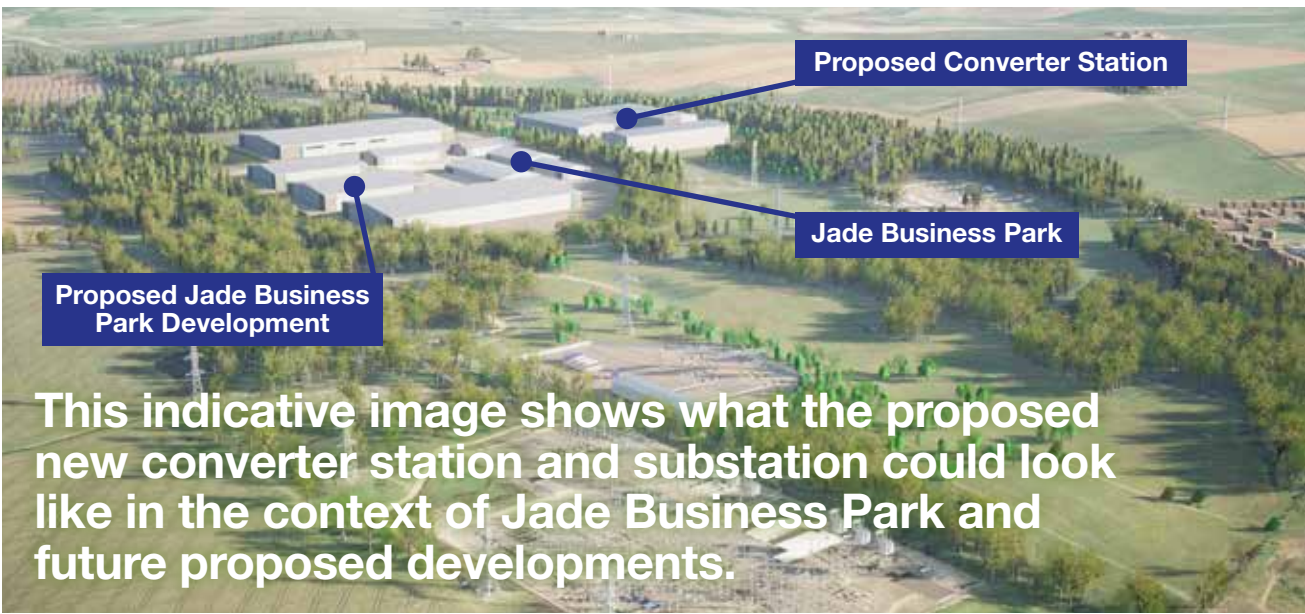 Proposed Converter Station
Jade Business Park
Proposed Jade Business
Park Development
This indicative image shows what the proposed
new converter station and substation could look
like in the context of Jade Business Park and
future proposed developments.